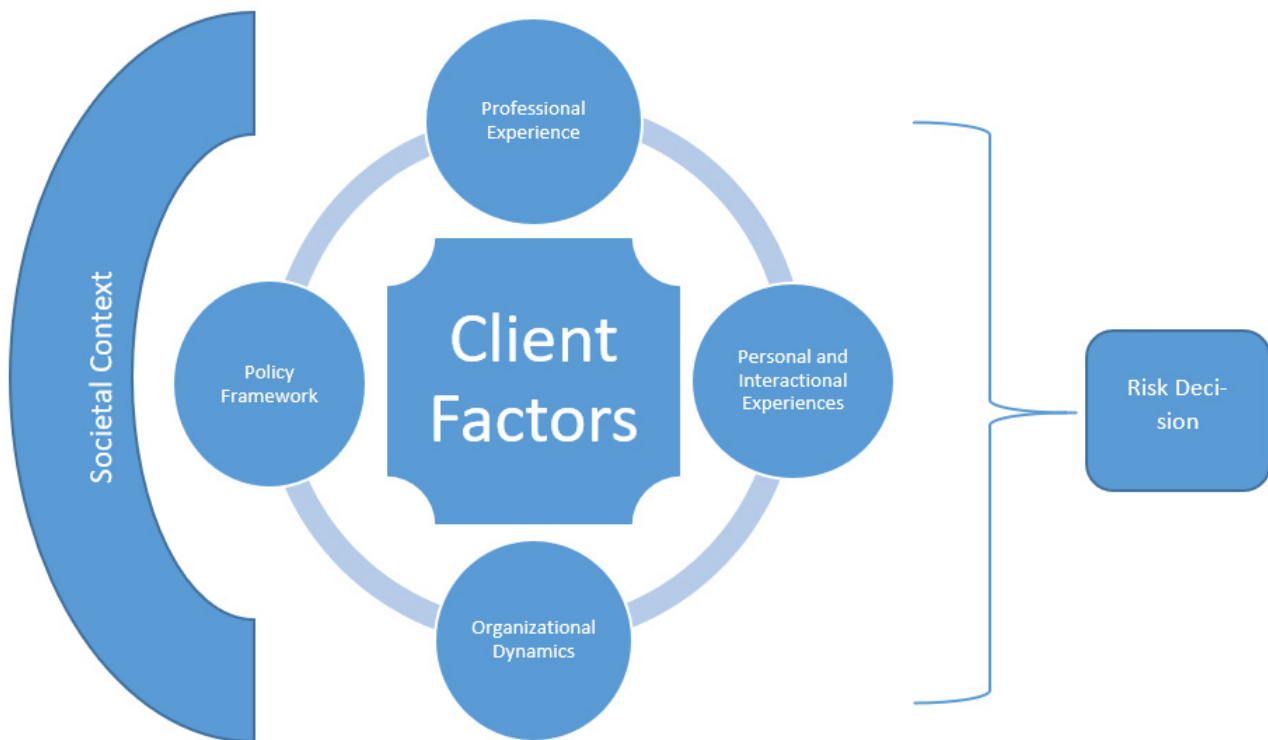 Societal Context
Professional
Experience
Policy
Framework
Client
Factors
Personal and
Interactional
Experiences
Organizational
Dynamics
Risk Deci-
sion